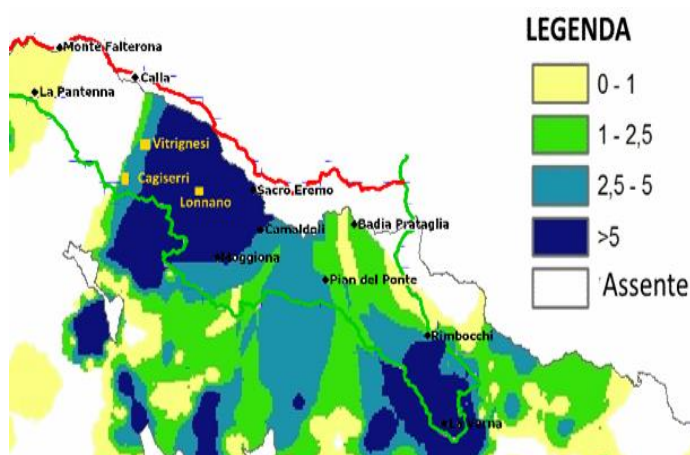 LEGENDA
0 - 1
1 - 2,5
2,5 - 5
>5
Assente
Monte Falterona
Calla
La Pantenna
Vitrignesi
Cagiserri
Lonnano
Sacro Eremo
Camaldoli
Badia Prataglia
Moggiona
Pian del Ponte
Rimbocchi
La Verna